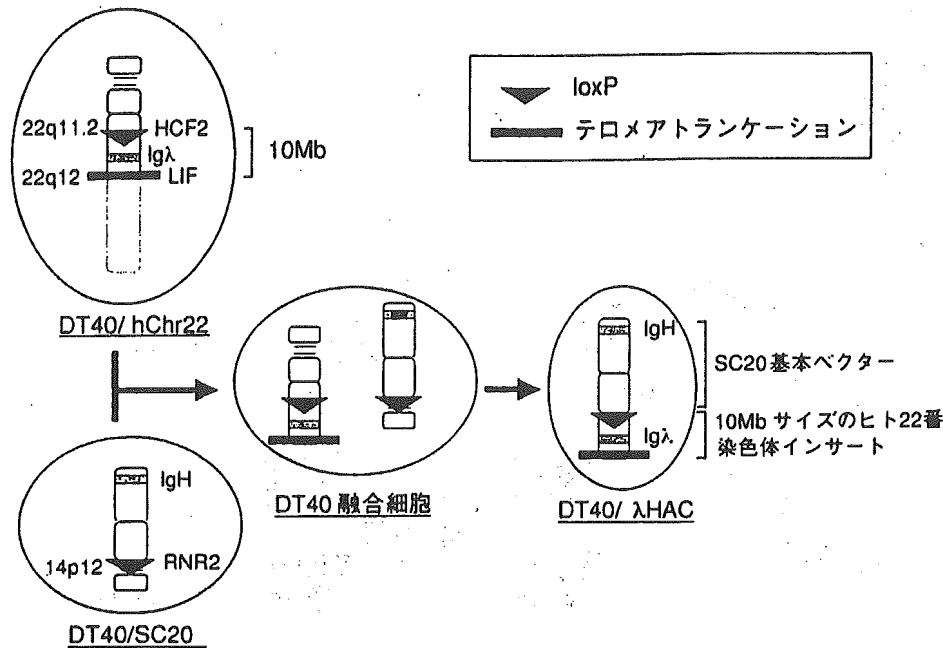 loxP
テロメアトランケーション
22q11.2
HCF2
Igλ
10Mb
22q12
LIF
DT40/ hChr22
IgH
14p12
RNR2
DT40/SC20
DT40 融合細胞
IgH
SC20基本ベクター
Igλ
10Mb サイズのヒト22番
染色体インサート
DT40/ λHAC